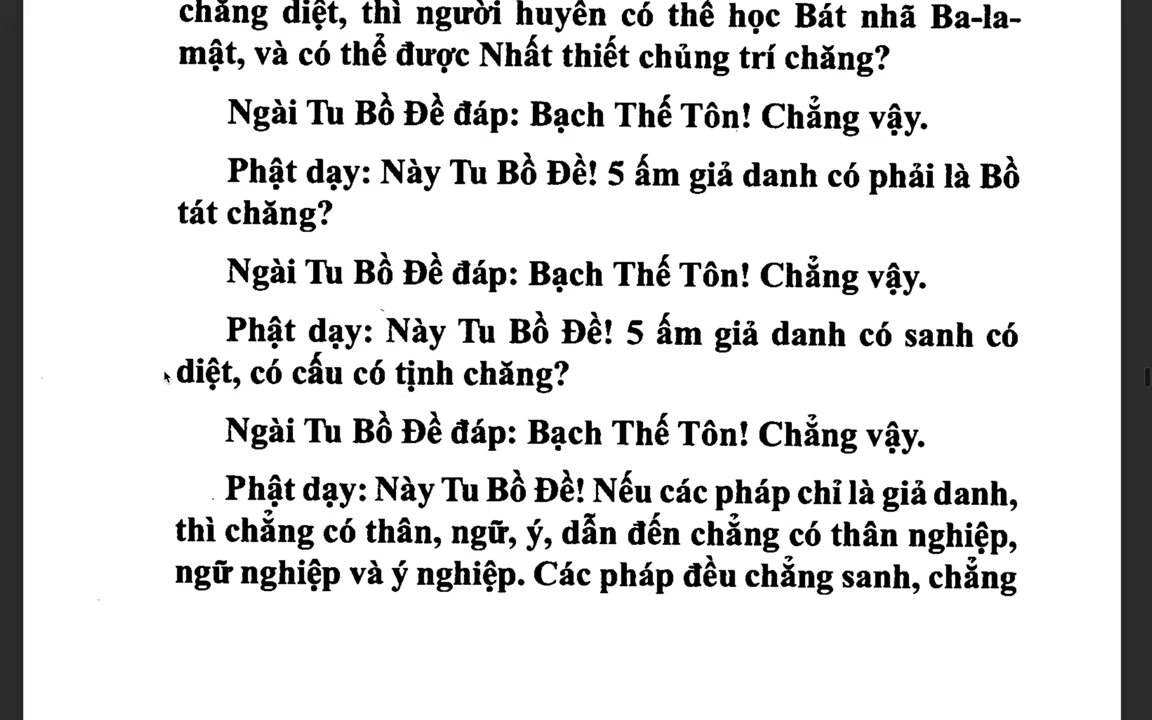 chẳng diệt, thì người huyễn có thể học Bát nhã Ba-la-
mật, và có thể được Nhất thiết chủng trí chăng?
Ngài Tu Bồ Đề đáp: Bạch Thế Tôn! Chẳng vậy.
Phật dạy: Này Tu Bồ Đề! 5 ấm giả danh có phải là Bồ
tát chăng?
Ngài Tu Bồ Đề đáp: Bạch Thế Tôn! Chẳng vậy.
Phật dạy: Này Tu Bồ Đề! 5 ấm giả danh có sanh có
diệt, có cấu có tịnh chăng?
Ngài Tu Bồ Đề đáp: Bạch Thế Tôn! Chẳng vậy.
Phật dạy: Này Tu Bồ Đề! Nếu các pháp chỉ là giả danh,
thì chẳng có thân, ngữ, ý, dẫn đến chẳng có thân nghiệp,
ngữ nghiệp và ý nghiệp. Các pháp đều chẳng sanh, chẳng